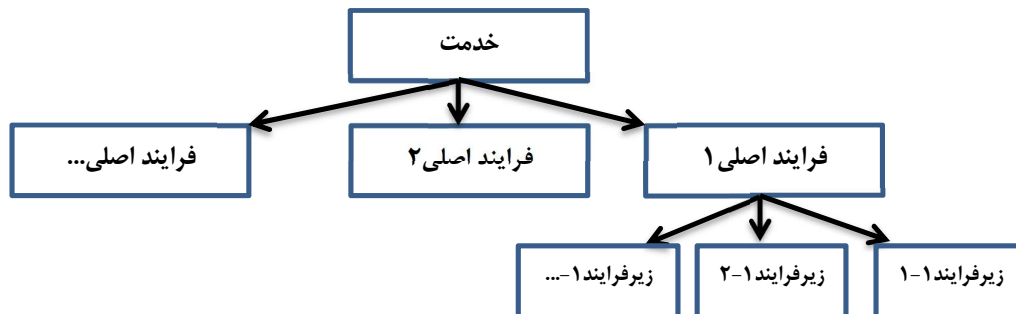 خدمت
فرایند اصلی۱
فرایند اصلی۲
فرایند اصلی...
زیرفرایند۱-۱
زیرفرایند۱-۲
زیرفرایند۱-...